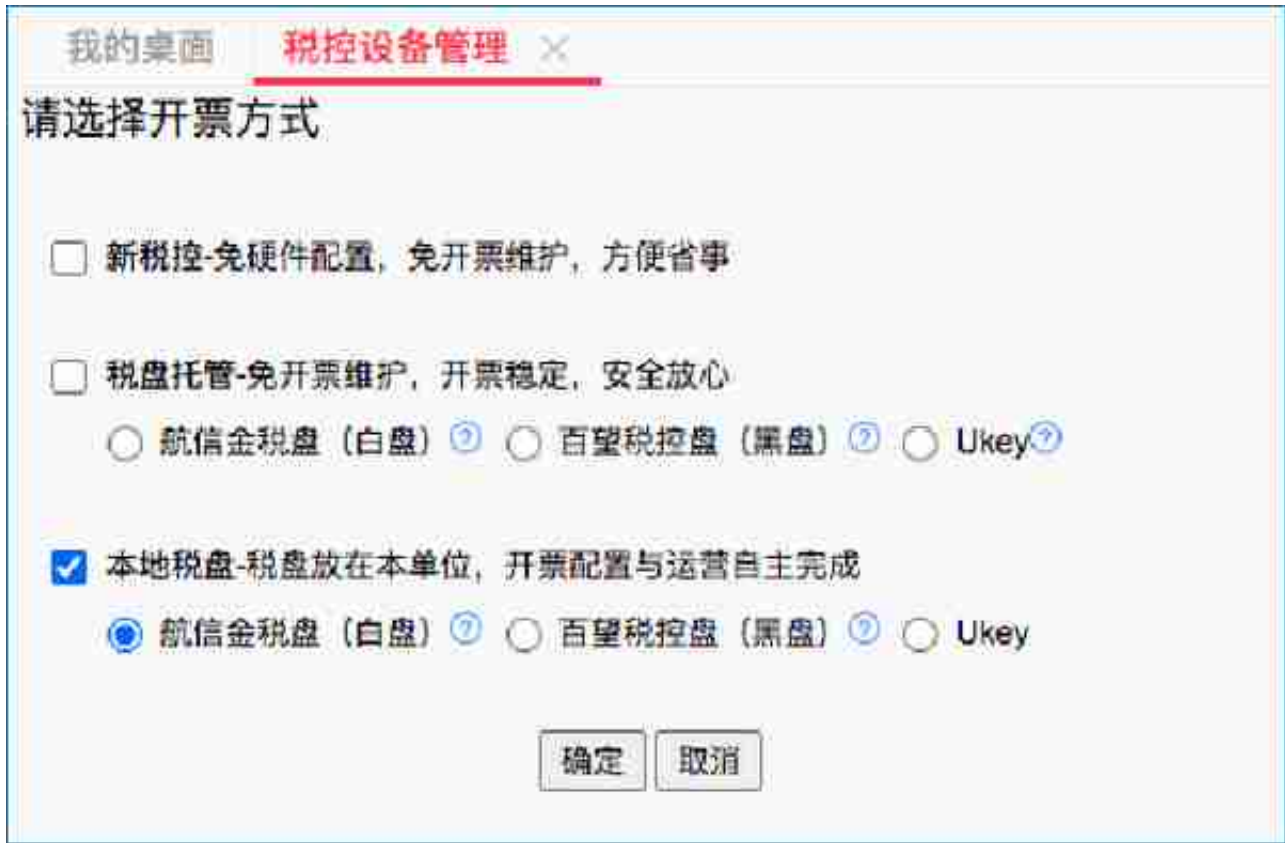 我的桌面 税控设备管理
请选择开票方式
新税控-免硬件配置，免开票维护，方便省事
税盘托管-免开票维护，开票稳定，安全放心
航信金税盘（白盘） ? 百望税控盘（黑盘） ? Ukey ?
本地税盘-税盘放在本单位，开票配置与运营自主完成
航信金税盘（白盘） ? 百望税控盘（黑盘） ? Ukey
确定 取消